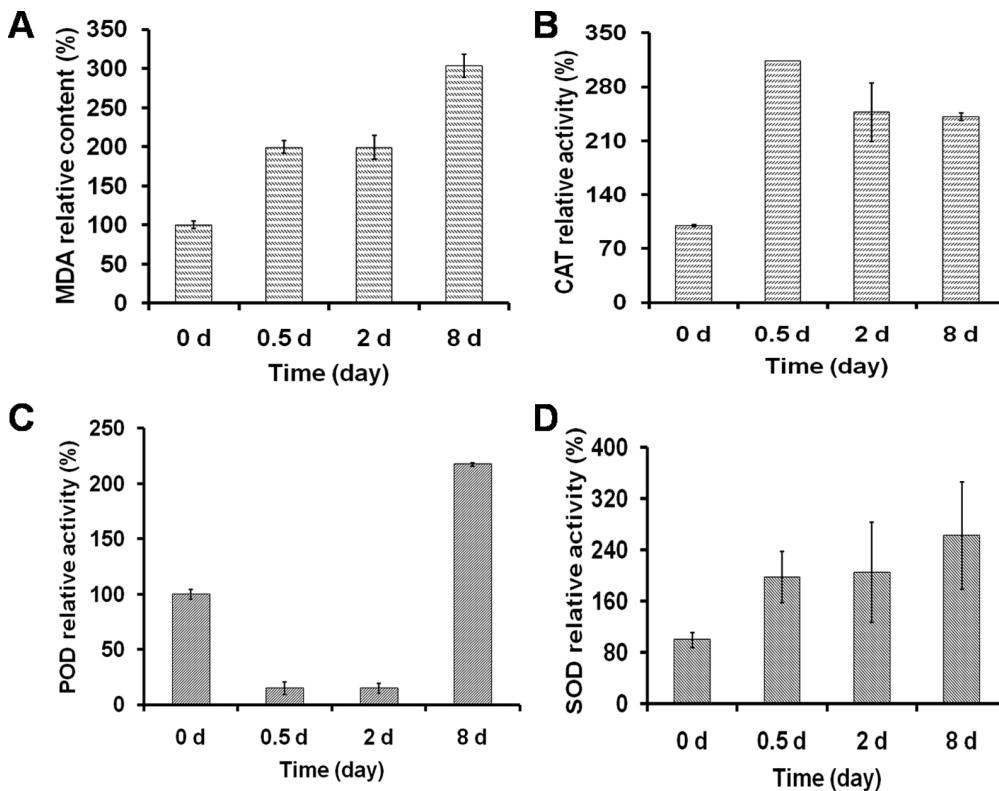 A
MDA relative content (%)
350
300
250
200
150
100
50
0
0 d 0.5 d 2 d 8 d
Time (day)
B
CAT relative activity (%)
350
280
210
140
70
0
0 d 0.5 d 2 d 8 d
Time (day)
C
POD relative activity (%)
250
200
150
100
50
0
0 d 0.5 d 2 d 8 d
Time (day)
D
SOD relative activity (%)
400
320
240
160
80
0
0 d 0.5 d 2 d 8 d
Time (day)